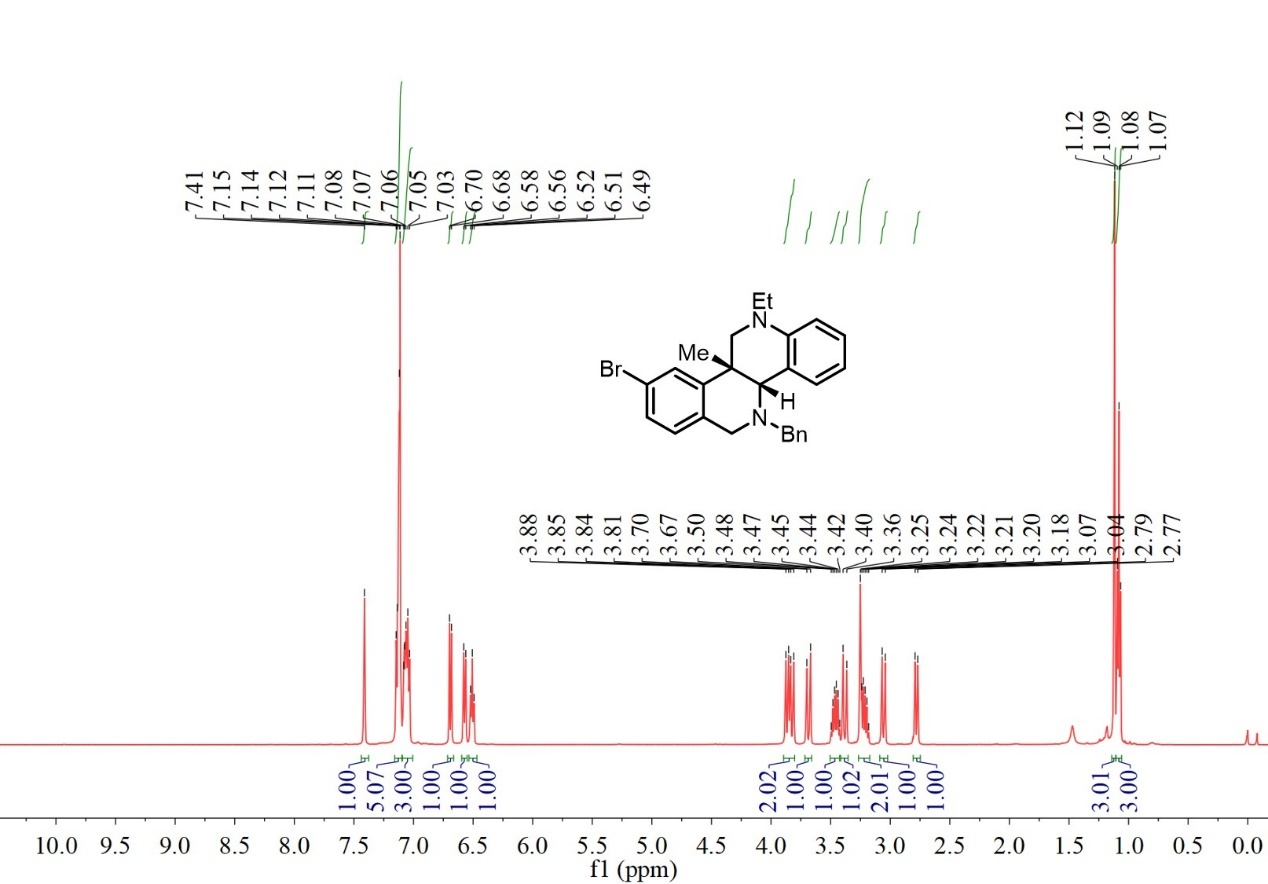 1.12 1.09 1.08 1.07
7.41 7.15 7.14 7.12 7.11 7.08 7.07 7.06 7.05 7.03 6.70 6.68 6.58 6.56 6.52 6.51 6.49
Et
N
Me
Br
H
N
Bn
3.88 3.85 3.84 3.81 3.70 3.67 3.50 3.48 3.47 3.45 3.44 3.42 3.40 3.36 3.25 3.24 3.22 3.21 3.20 3.18 3.07 3.04 2.79 2.77
1.00 5.07 3.00 1.00 1.00 1.00 2.02 1.00 1.00 1.02 2.01 1.00 1.00 3.01 3.00
10.0 9.5 9.0 8.5 8.0 7.5 7.0 6.5 6.0 5.5 5.0 4.5 4.0 3.5 3.0 2.5 2.0 1.5 1.0 0.5 0.0
f1 (ppm)